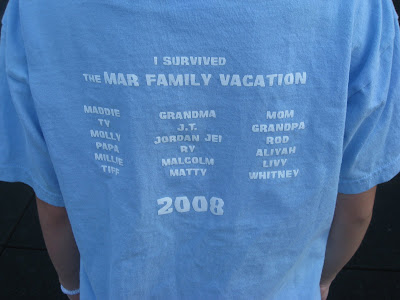 I SURVIVED
THE MAR FAMILY VACATION
MADDIE
TY
MOLLY
PAPA
MILLIE
TIFF
GRANDMA
J.T.
JORDAN JEI
RY
MALCOLM
MATTY
MOM
GRANDPA
ROD
ALIYAH
LIVY
WHITNEY
2008